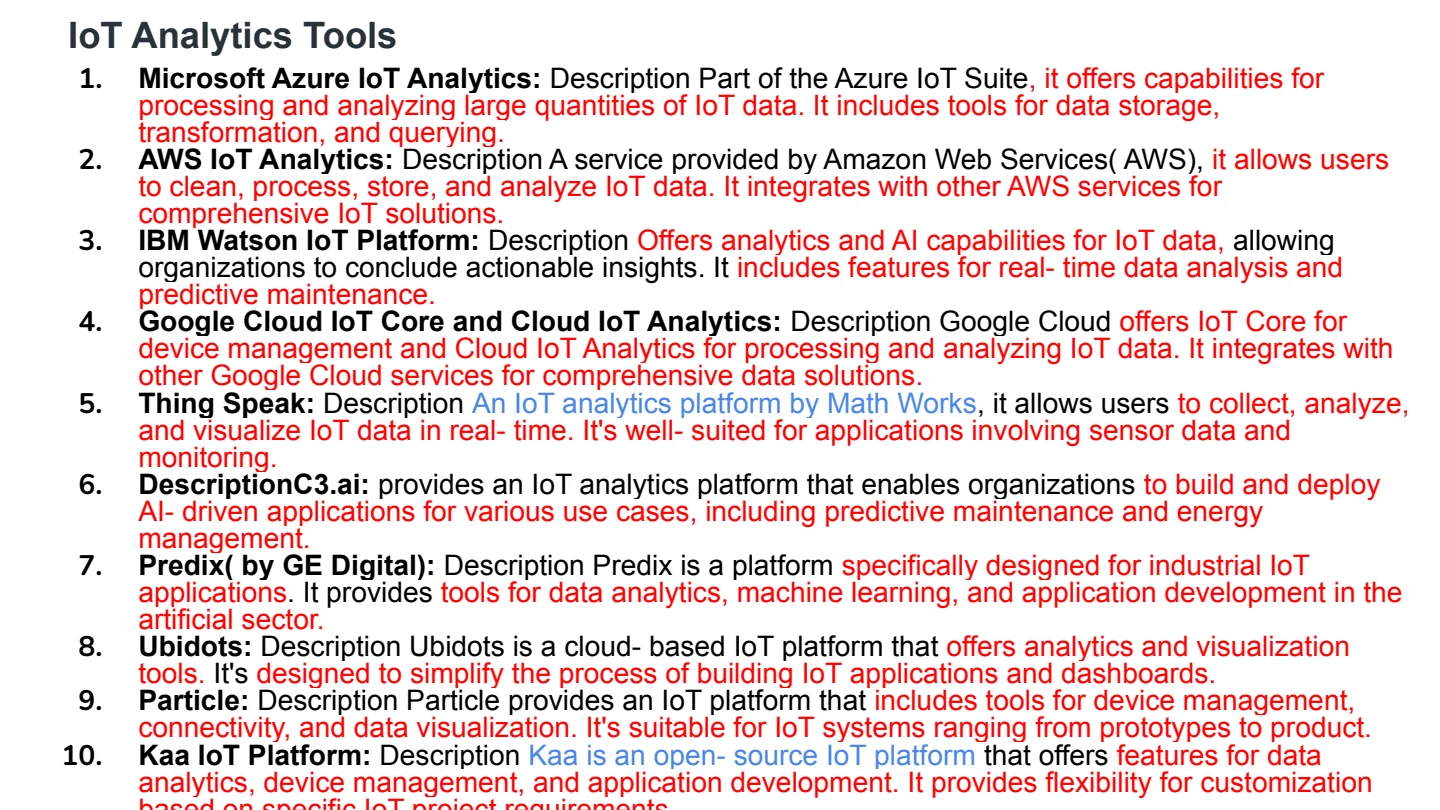 IoT Analytics Tools
1. Microsoft Azure IoT Analytics: Description Part of the Azure IoT Suite, it offers capabilities for
processing and analyzing large quantities of IoT data. It includes tools for data storage,
transformation, and querying.
2. AWS IoT Analytics: Description A service provided by Amazon Web Services( AWS), it allows users
to clean, process, store, and analyze IoT data. It integrates with other AWS services for
comprehensive IoT solutions.
3. IBM Watson IoT Platform: Description Offers analytics and AI capabilities for IoT data, allowing
organizations to conclude actionable insights. It includes features for real- time data analysis and
predictive maintenance.
4. Google Cloud IoT Core and Cloud IoT Analytics: Description Google Cloud offers IoT Core for
device management and Cloud IoT Analytics for processing and analyzing IoT data. It integrates with
other Google Cloud services for comprehensive data solutions.
5. Thing Speak: Description An IoT analytics platform by Math Works, it allows users to collect, analyze,
and visualize IoT data in real- time. It's well- suited for applications involving sensor data and
monitoring.
6. DescriptionC3.ai: provides an IoT analytics platform that enables organizations to build and deploy
AI- driven applications for various use cases, including predictive maintenance and energy
management.
7. Predix( by GE Digital): Description Predix is a platform specifically designed for industrial IoT
applications. It provides tools for data analytics, machine learning, and application development in the
artificial sector.
8. Ubidots: Description Ubidots is a cloud- based IoT platform that offers analytics and visualization
tools. It's designed to simplify the process of building IoT applications and dashboards.
9. Particle: Description Particle provides an IoT platform that includes tools for device management,
connectivity, and data visualization. It's suitable for IoT systems ranging from prototypes to product.
10. Kaa IoT Platform: Description Kaa is an open- source IoT platform that offers features for data
analytics, device management, and application development. It provides flexibility for customization
based on specific IoT project requirements.